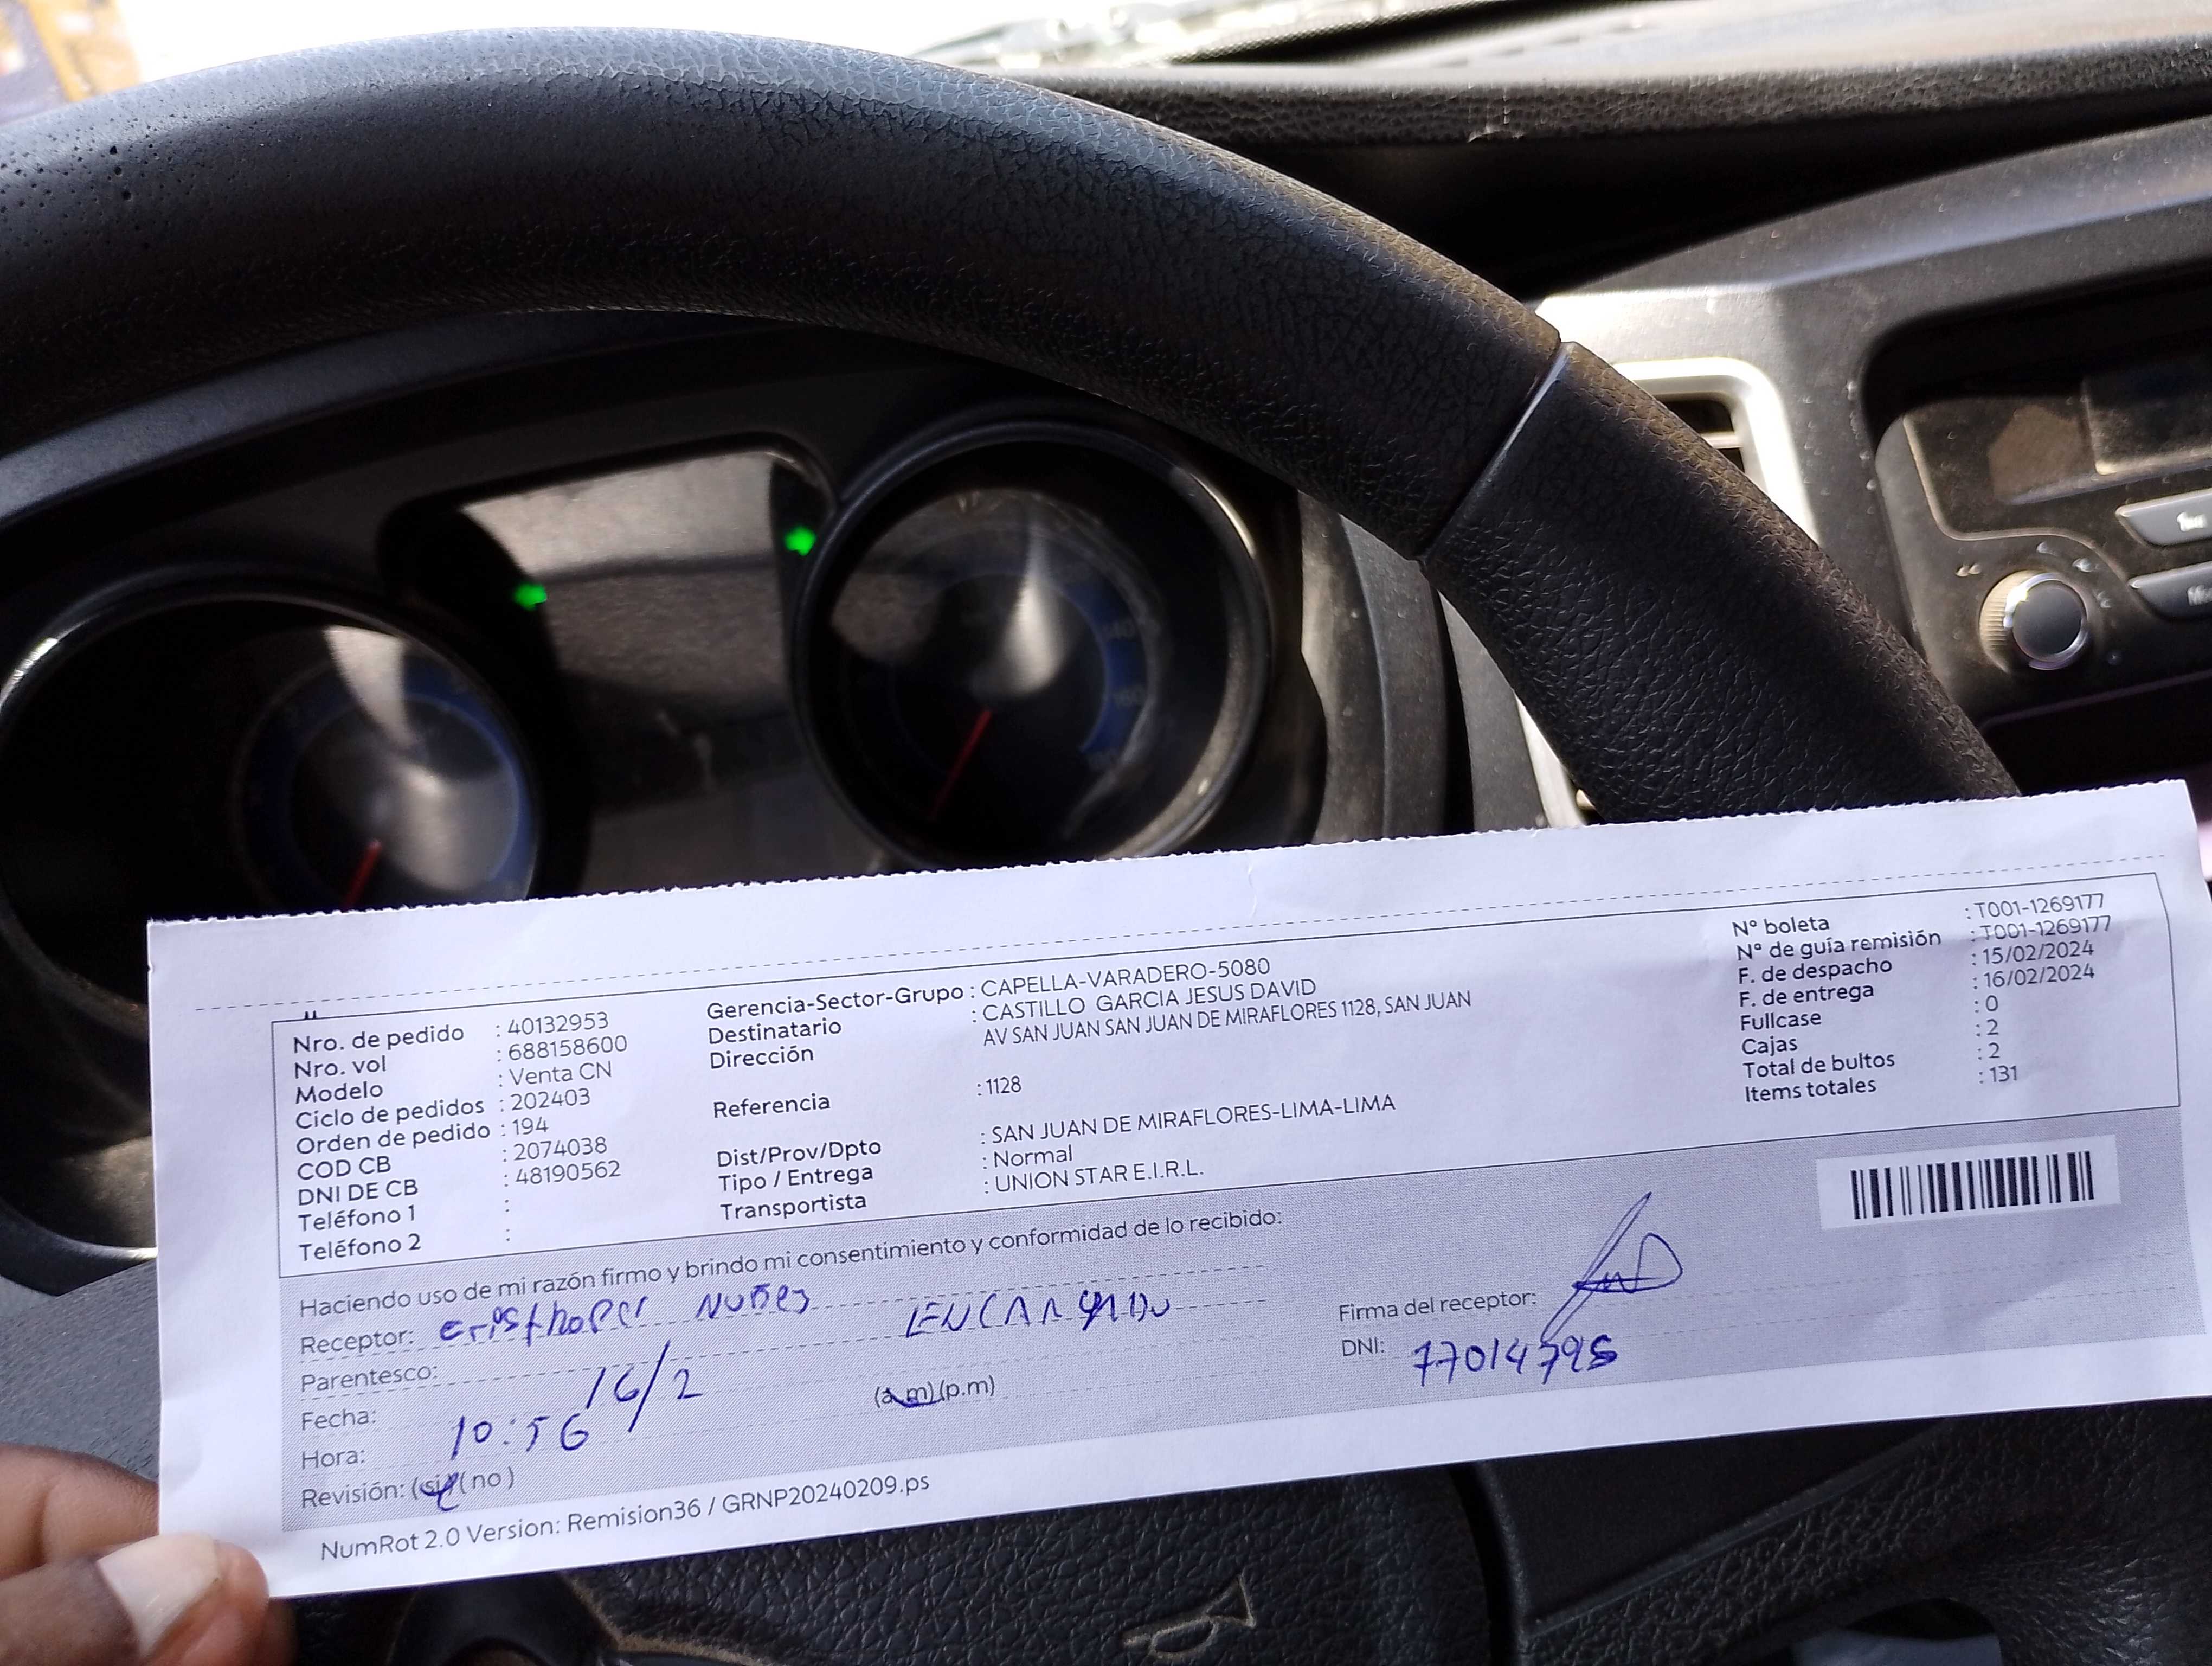 Nro. de pedido : 40132953
Nro. vol : 688158600
Modelo : Venta CN
Ciclo de pedidos : 202403
Orden de pedido : 194
COD CB : 2074038
DNI DE CB : 48190562
Teléfono 1 :
Teléfono 2 :
Gerencia-Sector-Grupo : CAPELLA-VARADERO-5080
Destinatario : CASTILLO GARCIA JESUS DAVID
Dirección AV SAN JUAN SAN JUAN DE MIRAFLORES 1128, SAN JUAN
Referencia : 1128
Dist/Prov/Dpto : SAN JUAN DE MIRAFLORES-LIMA-LIMA
Tipo / Entrega : Normal
Transportista : UNION STAR E.I.R.L.
N° boleta : T001-1269177
N° de guía remisión : T001-1269177
F. de despacho : 15/02/2024
F. de entrega : 16/02/2024
Fullcase : 0
Cajas : 2
Total de bultos : 2
Items totales : 131
Haciendo uso de mi razón firmo y brindo mi consentimiento y conformidad de lo recibido:
Receptor: cristhoper Nuñes
Parentesco: ENCARGADO
Fecha: 16/2
Hora: 10:56 (a.m) (p.m)
Revisión: (si) (no)
Firma del receptor:
DNI: 77014795
NumRot 2.0 Version: Remision36 / GRNP20240209.ps